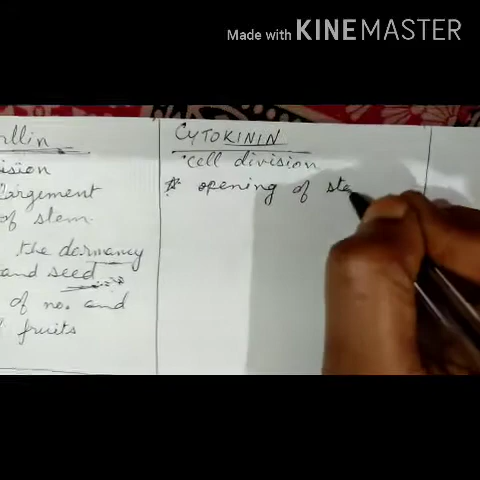 Made with KINEMASTER
llin
ision
largement
of stem.
the dormancy
and seed
of no. and
fruits
CYTOKININ
cell division
opening of sto